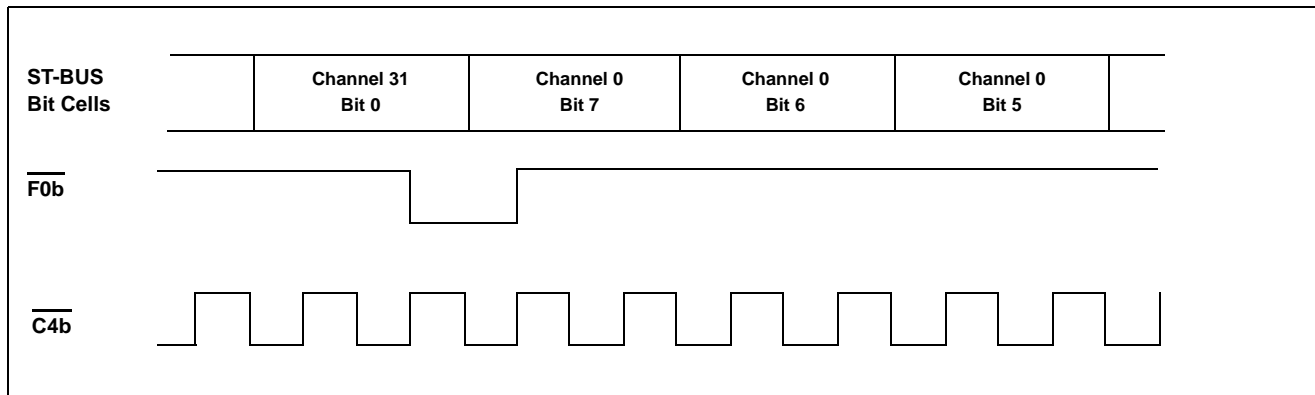 ST-BUS
Bit Cells
Channel 31
Bit 0
Channel 0
Bit 7
Channel 0
Bit 6
Channel 0
Bit 5
F0b
C4b